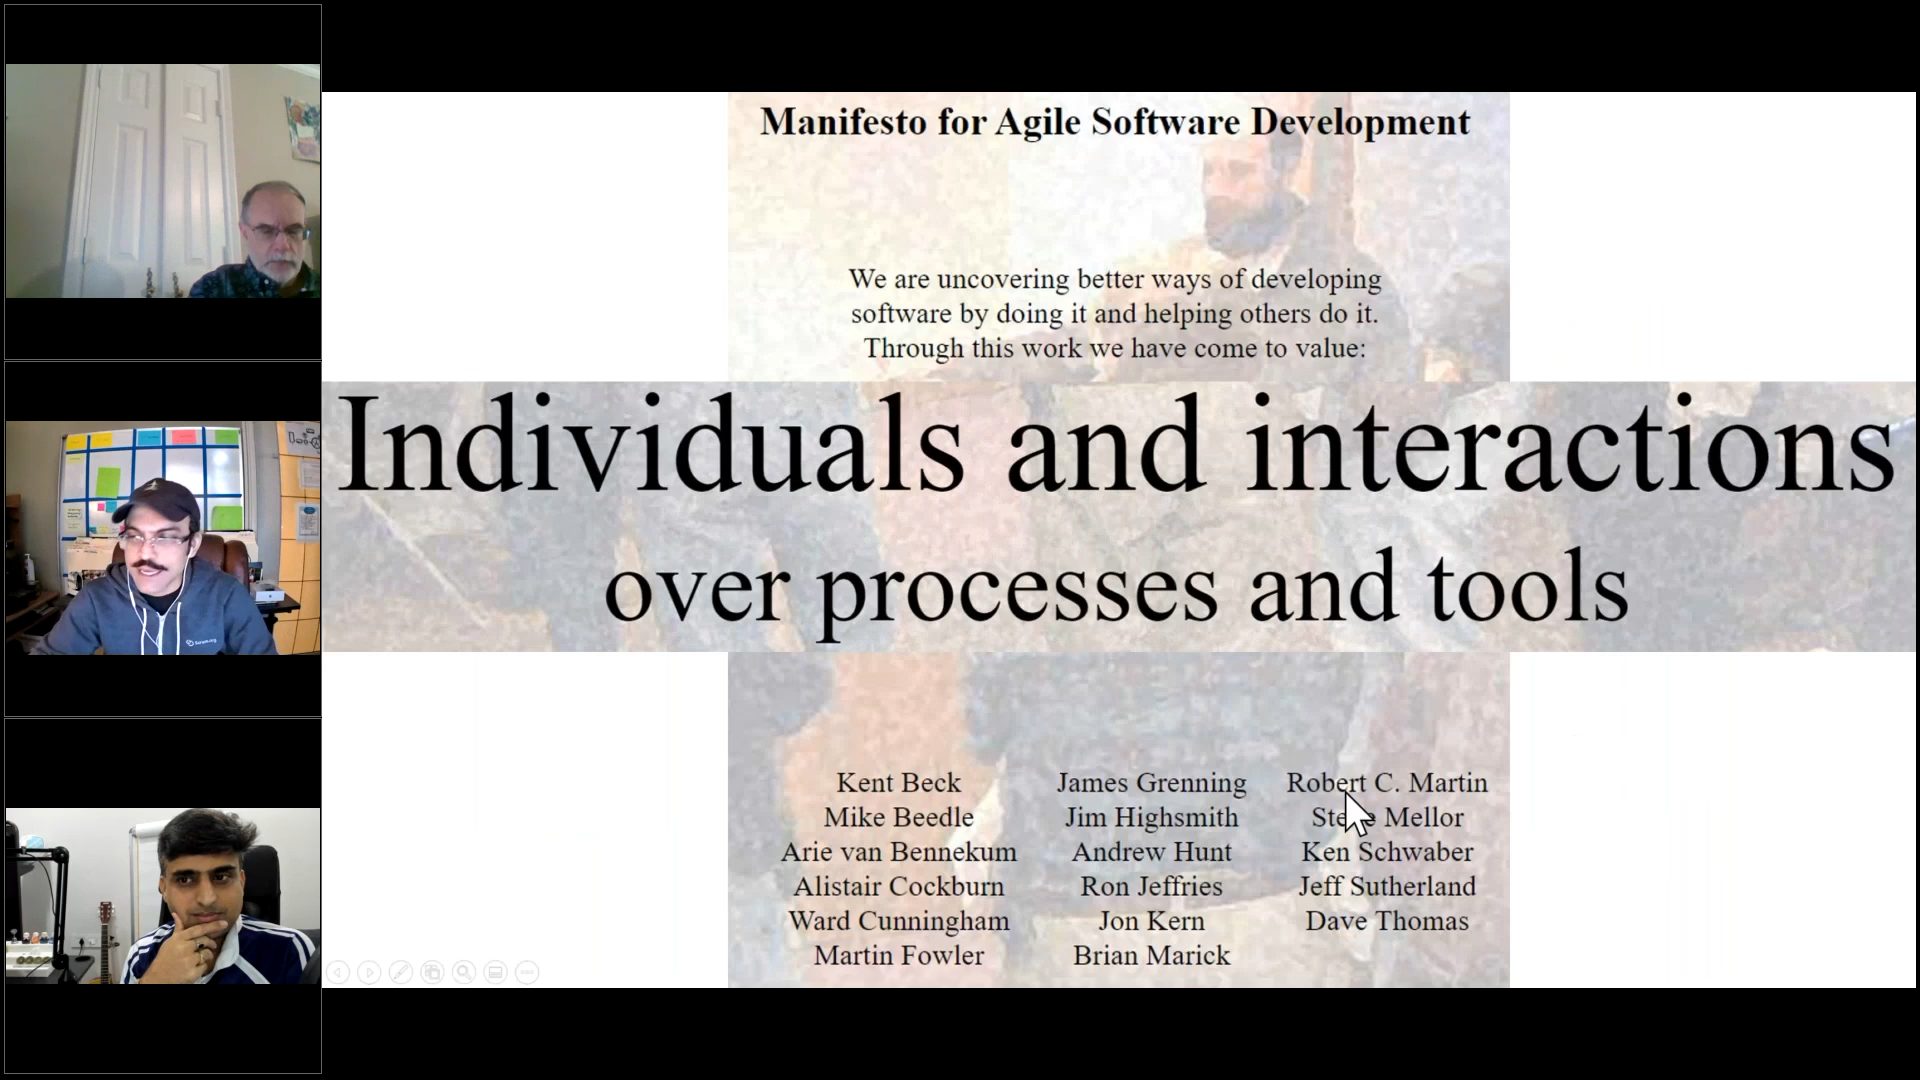 Manifesto for Agile Software Development
We are uncovering better ways of developing
software by doing it and helping others do it.
Through this work we have come to value:
Individuals and interactions
over processes and tools
Kent Beck
Mike Beedle
Arie van Bennekum
Alistair Cockburn
Ward Cunningham
Martin Fowler
James Grenning
Jim Highsmith
Andrew Hunt
Ron Jeffries
Jon Kern
Brian Marick
Robert C. Martin
Mellor
Ken Schwaber
Jeff Sutherland
Dave Thomas
Scrum.org